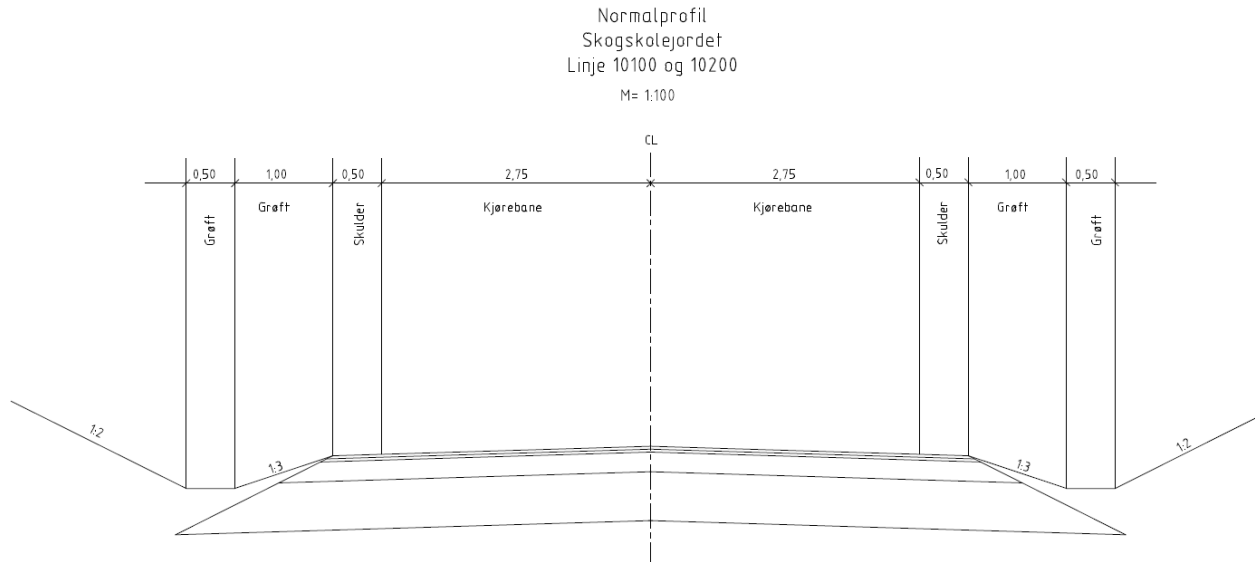 Normalprofil
Skogskolejordet
Linje 10100 og 10200
M= 1:100
CL
0,50 1,00 0,50 2,75 2,75 0,50 1,00 0,50
Grøft Grøft Skulder Kjørebane Kjørebane Skulder Grøft Grøft
1:2 1:3 1:3 1:2